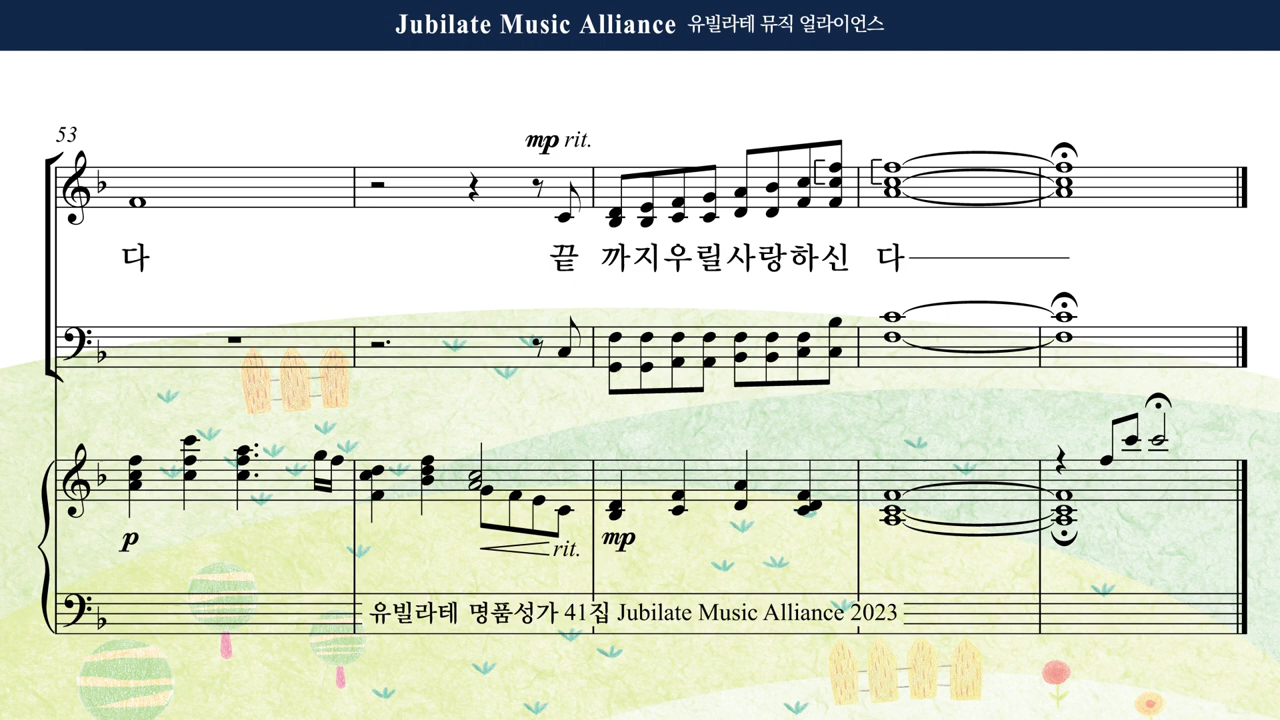 Jubilate Music Alliance 유빌라테 뮤직 얼라이언스
53
mp rit.
다 끝 까지우릴사랑하신 다
p
rit.
mp
유빌라테 명품성가 41집 Jubilate Music Alliance 2023